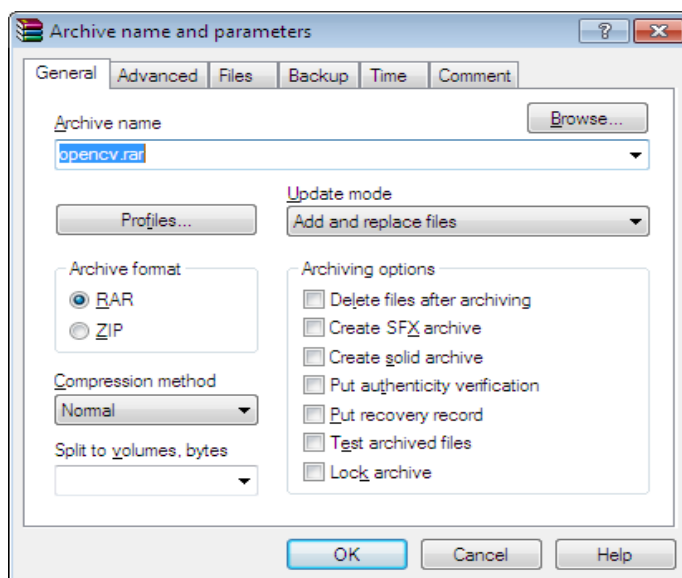 Archive name and parameters
General Advanced Files Backup Time Comment
Archive name
Browse...
opencv.rar
Update mode
Profiles...
Add and replace files
Archive format
RAR
ZIP
Archiving options
Delete files after archiving
Create SFX archive
Create solid archive
Put authenticity verification
Put recovery record
Test archived files
Lock archive
Compression method
Normal
Split to volumes, bytes
OK Cancel Help